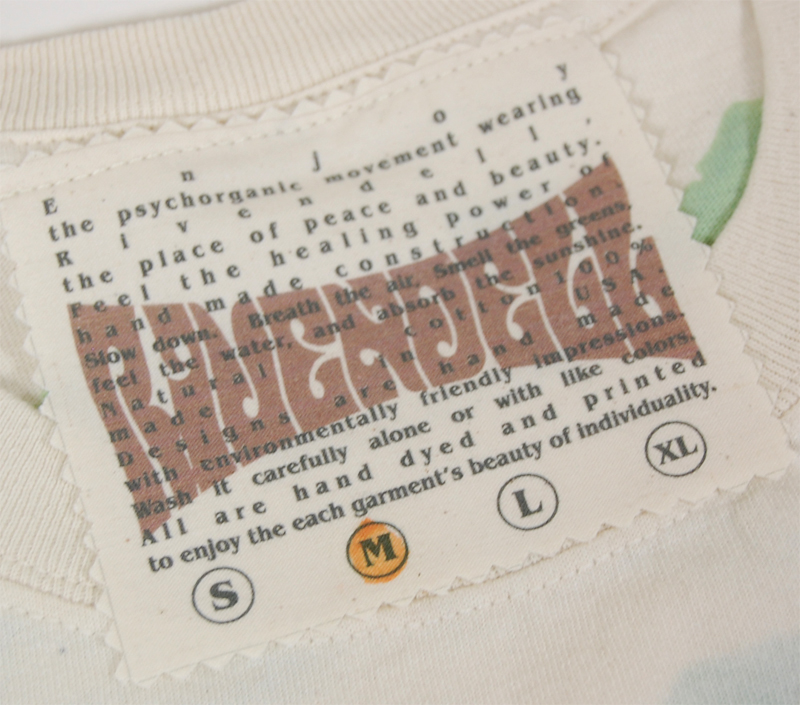 E n j o y
the psychorganic movement wearing
R i v e n d e l l ,
the place of peace and beauty.
Feel the healing power of
hand made construction.
Slow down. Breath the air. Smell the greens.
feel the water, and absorb the sunshine.
Natural cotton 100%
made in USA.
Designs are hand made
with environmentally friendly impressions.
Wash it carefully alone or with like colors.
All are hand dyed and printed
to enjoy the each garment's beauty of individuality.
RIVENDELL
S M L XL